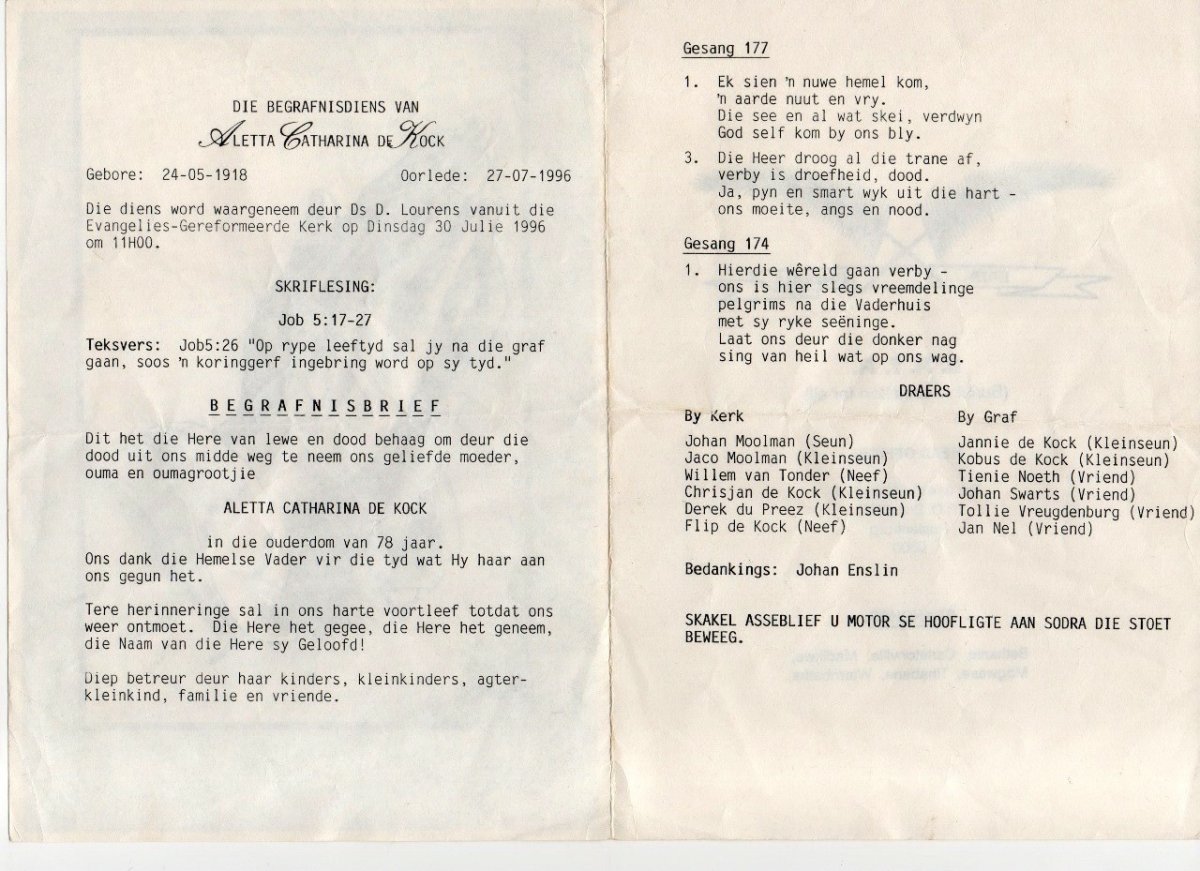 DIE BEGRAFNISDIENS VAN
ALETTA CATHARINA DE KOCK
Gebore: 24-05-1918 Oorlede: 27-07-1996
Die diens word waargeneem deur Ds D. Lourens vanuit die
Evangelies-Gereformeerde Kerk op Dinsdag 30 Julie 1996
om 11H00.
SKRIFLESING:
Job 5:17-27
Teksvers: Job5:26 "Op rype leeftyd sal jy na die graf
gaan, soos 'n koringgerf ingebring word op sy tyd."
BEGRAFNISBRIEF
Dit het die Here van lewe en dood behaag om deur die
dood uit ons midde weg te neem ons geliefde moeder,
ouma en oumagrootjie
ALETTA CATHARINA DE KOCK
in die ouderdom van 78 jaar.
Ons dank die Hemelse Vader vir die tyd wat Hy haar aan
ons gegun het.
Tere herinneringe sal in ons harte voortleef totdat ons
weer ontmoet. Die Here het gegee, die Here het geneem,
die Naam van die Here sy Geloofd!
Diep betreur deur haar kinders, kleinkinders, agter-
kleinkind, familie en vriende.
Gesang 177
1. Ek sien 'n nuwe hemel kom,
'n aarde nuut en vry.
Die see en al wat skei, verdwyn
God self kom by ons bly.
3. Die Heer droog al die trane af,
verby is droefheid, dood.
Ja, pyn en smart wyk uit die hart -
ons moeite, angs en nood.
Gesang 174
1. Hierdie wêreld gaan verby -
ons is hier slegs vreemdelinge
pelgrims na die Vaderhuis
met sy ryke seëninge.
Laat ons deur die donker nag
sing van heil wat op ons wag.
DRAERS
By Kerk By Graf
Johan Moolman (Seun) Jannie de Kock (Kleinseun)
Jaco Moolman (Kleinseun) Kobus de Kock (Kleinseun)
Willem van Tonder (Neef) Tienie Noeth (Vriend)
Chrisjan de Kock (Kleinseun) Johan Swarts (Vriend)
Derek du Preez (Kleinseun) Tollie Vreugdenburg (Vriend)
Flip de Kock (Neef) Jan Nel (Vriend)
Bedankings: Johan Enslin
SKAKEL ASSEBLIEF U MOTOR SE HOOFLIGTE AAN SODRA DIE STOET
BEWEEG.